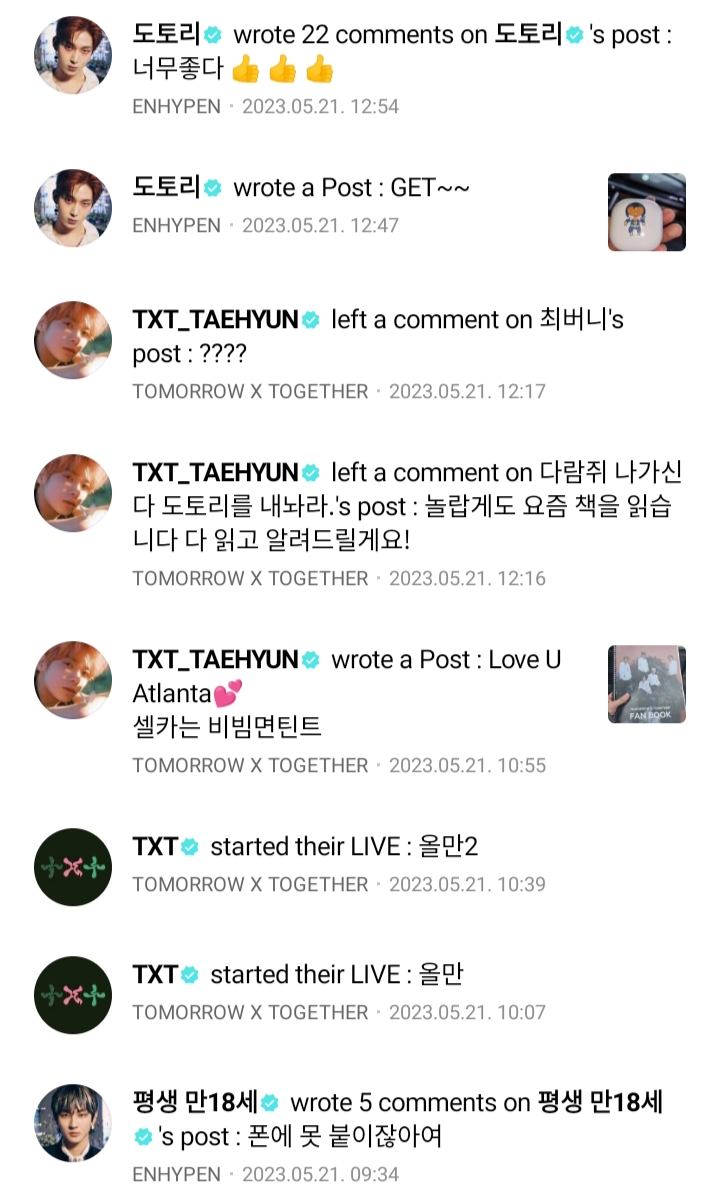 도토리 wrote 22 comments on 도토리 's post :
너무좋다 👍 👍 👍
ENHYPEN · 2023.05.21. 12:54
도토리 wrote a Post : GET~~
ENHYPEN · 2023.05.21. 12:47
TXT_TAEHYUN left a comment on 최버니's
post : ????
TOMORROW X TOGETHER · 2023.05.21. 12:17
TXT_TAEHYUN left a comment on 다람쥐 나가신
다 도토리를 내놔라.'s post : 놀랍게도 요즘 책을 읽습
니다 다 읽고 알려드릴게요!
TOMORROW X TOGETHER · 2023.05.21. 12:16
TXT_TAEHYUN wrote a Post : Love U
Atlanta💕
셀카는 비빔면틴트
FAN BOOK
TOMORROW X TOGETHER · 2023.05.21. 10:55
TXT started their LIVE : 올만2
TOMORROW X TOGETHER · 2023.05.21. 10:39
TXT started their LIVE : 올만
TOMORROW X TOGETHER · 2023.05.21. 10:07
평생 만18세 wrote 5 comments on 평생 만18세
's post : 폰에 못 붙이잖아여
ENHYPEN · 2023.05.21. 09:34